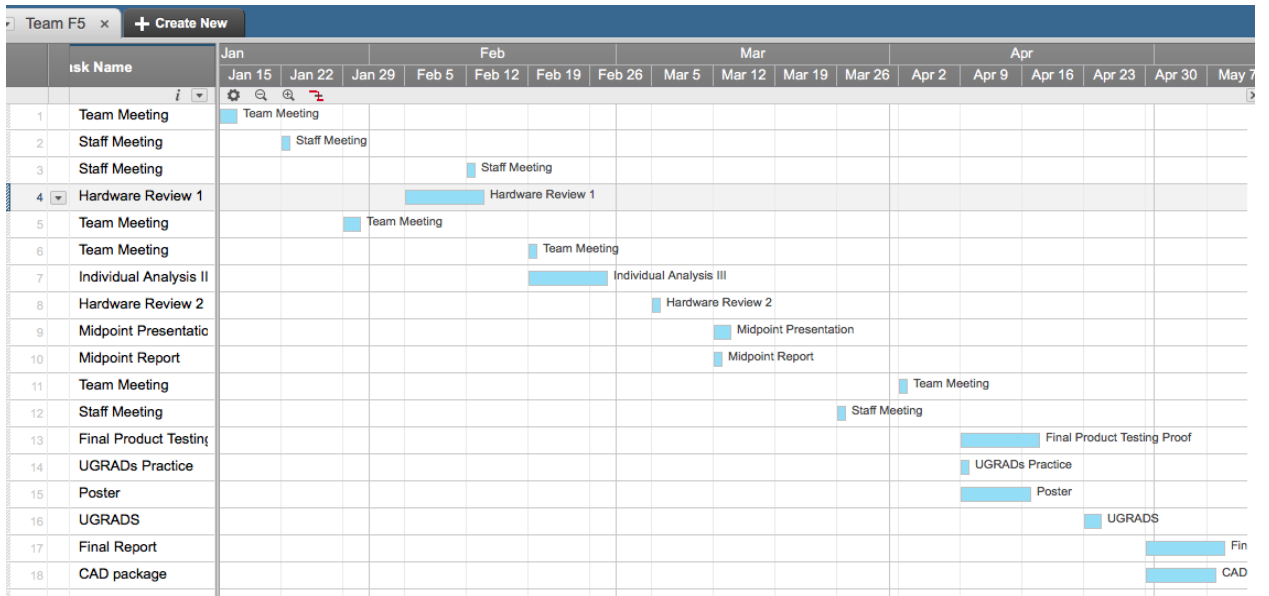 Team F5 × + Create New
Jan Feb Mar Apr
ask Name
Jan 15 Jan 22 Jan 29 Feb 5 Feb 12 Feb 19 Feb 26 Mar 5 Mar 12 Mar 19 Mar 26 Apr 2 Apr 9 Apr 16 Apr 23 Apr 30 May 7
i
1 Team Meeting Team Meeting
2 Staff Meeting Staff Meeting
3 Staff Meeting Staff Meeting
4 Hardware Review 1 Hardware Review 1
5 Team Meeting Team Meeting
6 Team Meeting Team Meeting
7 Individual Analysis II Individual Analysis III
8 Hardware Review 2 Hardware Review 2
9 Midpoint Presentatio Midpoint Presentation
10 Midpoint Report Midpoint Report
11 Team Meeting Team Meeting
12 Staff Meeting Staff Meeting
13 Final Product Testing Final Product Testing Proof
14 UGRADs Practice UGRADs Practice
15 Poster Poster
16 UGRADS UGRADS
17 Final Report Fin
18 CAD package CAD